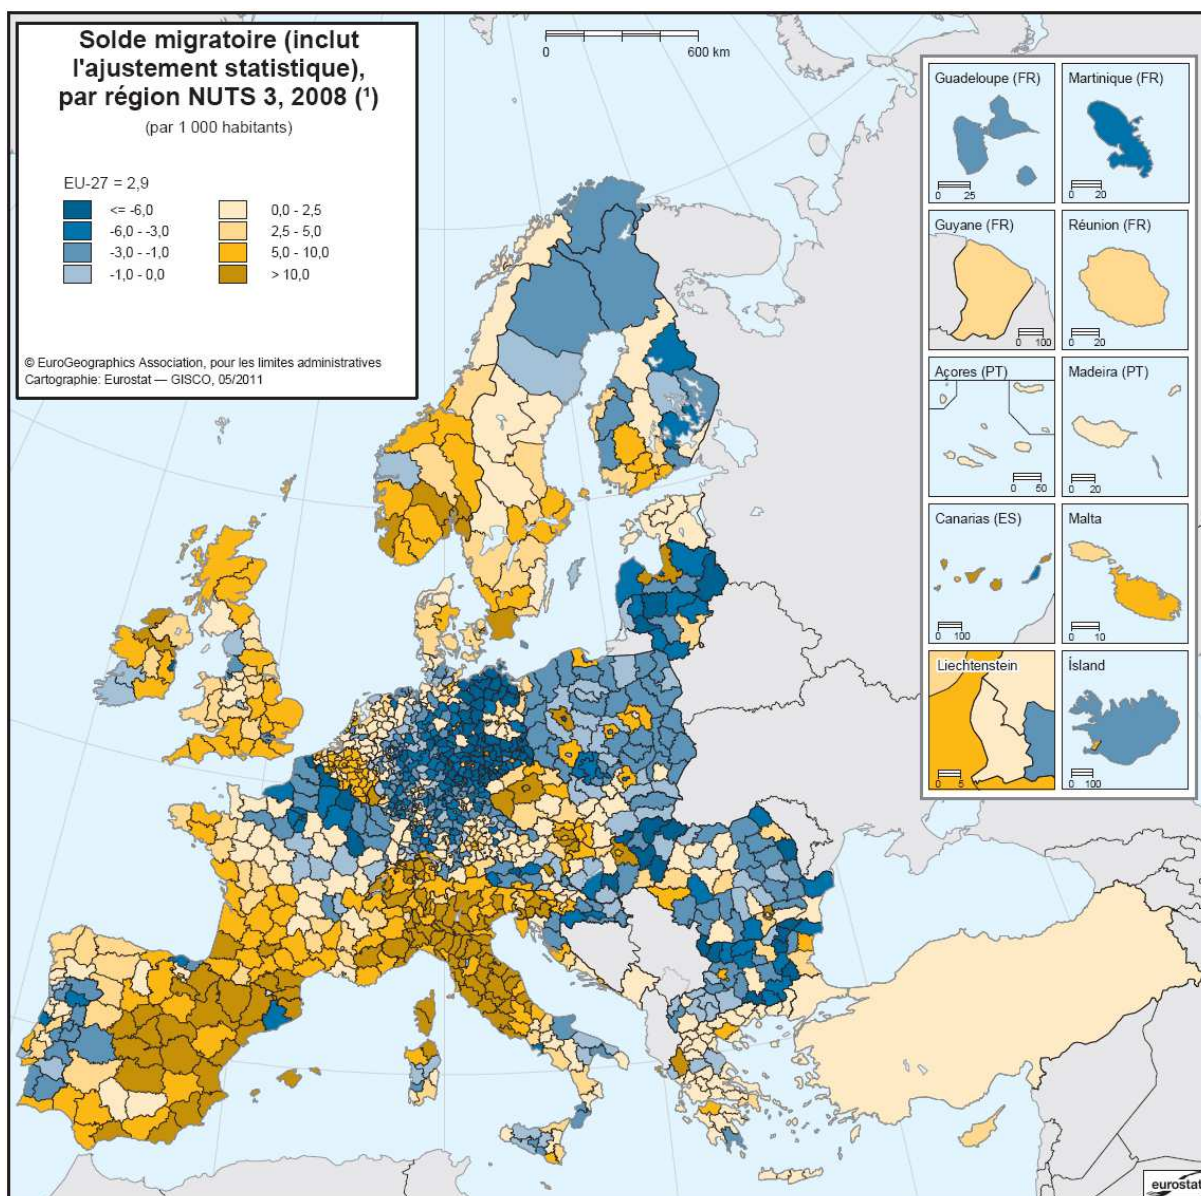 Solde migratoire (inclut
l'ajustement statistique),
par région NUTS 3, 2008 (¹)
(par 1 000 habitants)
EU-27 = 2,9
<= -6,0
-6,0 - -3,0
-3,0 - -1,0
-1,0 - 0,0
0,0 - 2,5
2,5 - 5,0
5,0 - 10,0
> 10,0
© EuroGeographics Association, pour les limites administratives
Cartographie: Eurostat — GISCO, 05/2011
0 600 km
Guadeloupe (FR)
0 25
Martinique (FR)
0 20
Guyane (FR)
0 100
Réunion (FR)
0 20
Açores (PT)
0 50
Madeira (PT)
0 20
Canarias (ES)
0 100
Malta
0 10
Liechtenstein
0 5
Ísland
0 100
eurostat